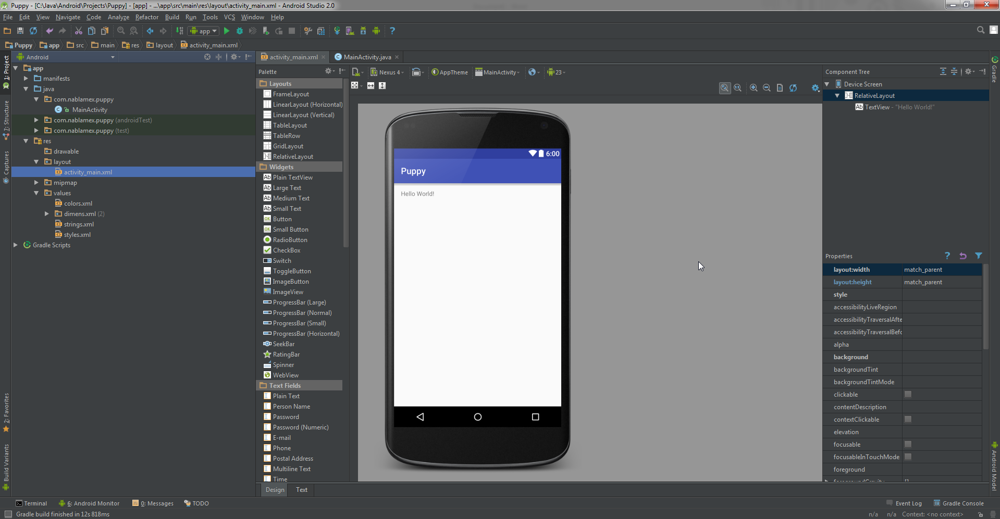 Puppy - [C:\Java\Android\Projects\Puppy] - [app] - ...\app\src\main\res\layout\activity_main.xml - Android Studio 2.0
File Edit View Navigate Code Analyze Refactor Build Run Tools VCS Window Help
app
Puppy app src main res layout activity_main.xml
1: Project
7: Structure
Captures
2: Favorites
Build Variants
Android
app
manifests
java
com.nablamex.puppy
MainActivity
com.nablamex.puppy (androidTest)
com.nablamex.puppy (test)
res
drawable
layout
activity_main.xml
mipmap
values
colors.xml
dimens.xml (2)
strings.xml
styles.xml
Gradle Scripts
activity_main.xml MainActivity.java
Palette
Layouts
FrameLayout
LinearLayout (Horizontal)
LinearLayout (Vertical)
TableLayout
TableRow
GridLayout
RelativeLayout
Widgets
Plain TextView
Large Text
Medium Text
Small Text
Button
Small Button
RadioButton
CheckBox
Switch
ToggleButton
ImageButton
ImageView
ProgressBar (Large)
ProgressBar (Normal)
ProgressBar (Small)
ProgressBar (Horizontal)
SeekBar
RatingBar
Spinner
WebView
Text Fields
Plain Text
Person Name
Password
Password (Numeric)
E-mail
Phone
Postal Address
Multiline Text
Time
Nexus 4 AppTheme MainActivity 23
6:00
Puppy
Hello World!
Design Text
Component Tree
Device Screen
RelativeLayout
Ab TextView - "Hello World!"
Properties
layout:width match_parent
layout:height match_parent
style
accessibilityLiveRegion
accessibilityTraversalAfte
accessibilityTraversalBefo
alpha
background
backgroundTint
backgroundTintMode
clickable
contentDescription
contextClickable
elevation
focusable
focusableInTouchMode
foreground
foregroundGravity []
Gradle
Android Model
Terminal 6: Android Monitor 0: Messages TODO
Event Log Gradle Console
Gradle build finished in 12s 818ms
n/a n/a Context: <no context>